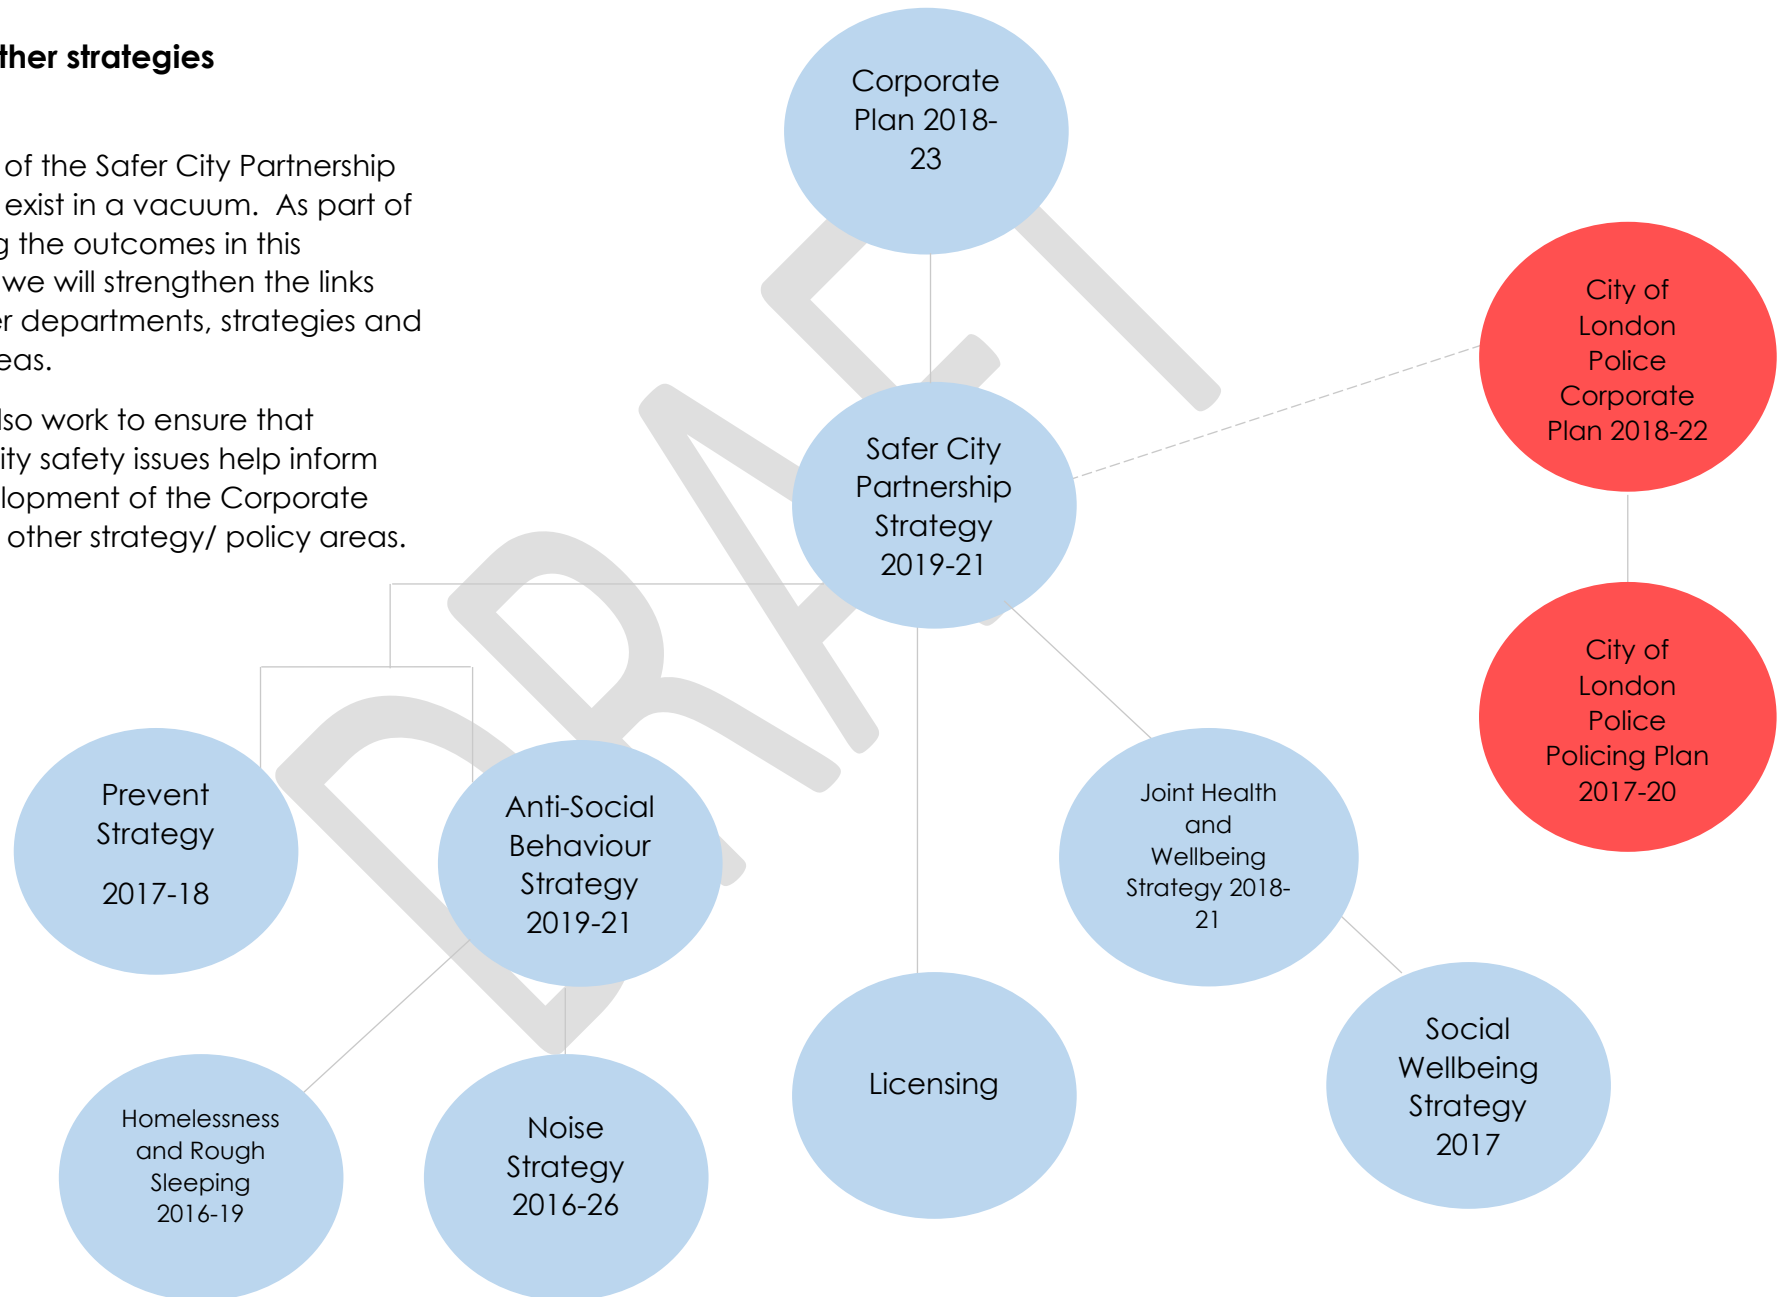 ther strategies
of the Safer City Partnership
exist in a vacuum. As part of
g the outcomes in this
we will strengthen the links
er departments, strategies and
eas.
lso work to ensure that
ity safety issues help inform
elopment of the Corporate
other strategy/ policy areas.
Corporate
Plan 2018-
23
City of
London
Police
Corporate
Plan 2018-22
Safer City
Partnership
Strategy
2019-21
City of
London
Police
Policing Plan
2017-20
Prevent
Strategy
2017-18
Anti-Social
Behaviour
Strategy
2019-21
Joint Health
and
Wellbeing
Strategy 2018-
21
Social
Wellbeing
Strategy
2017
Licensing
Homelessness
and Rough
Sleeping
2016-19
Noise
Strategy
2016-26
DRAFT